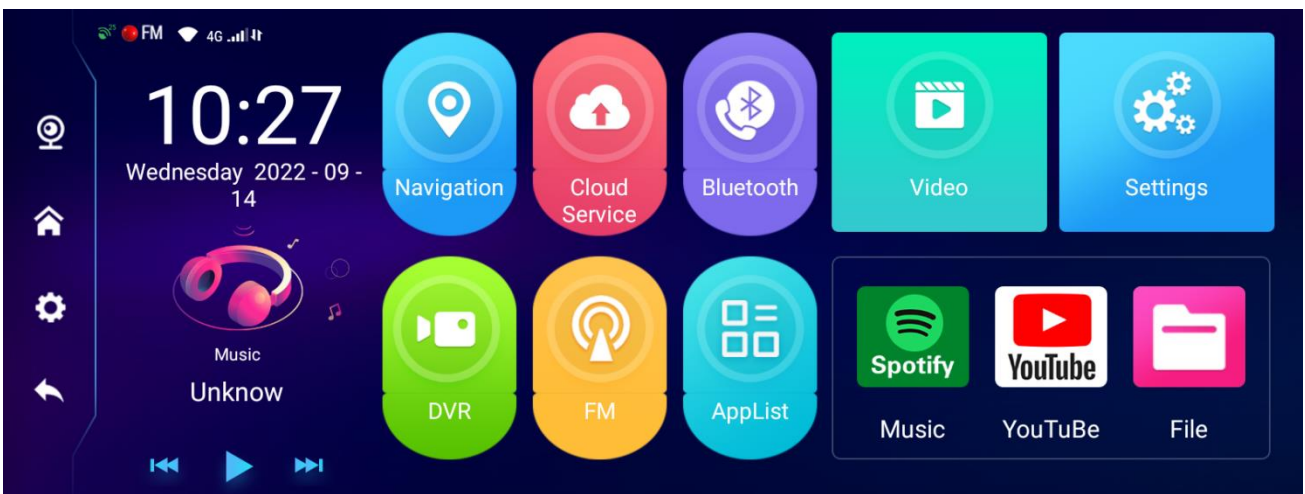 25
FM
4G
10:27
Wednesday 2022 - 09 -
14
Music
Unknow
Navigation
Cloud
Service
Bluetooth
Video
Settings
DVR
FM
AppList
Spotify
YouTube
Music
YouTuBe
File